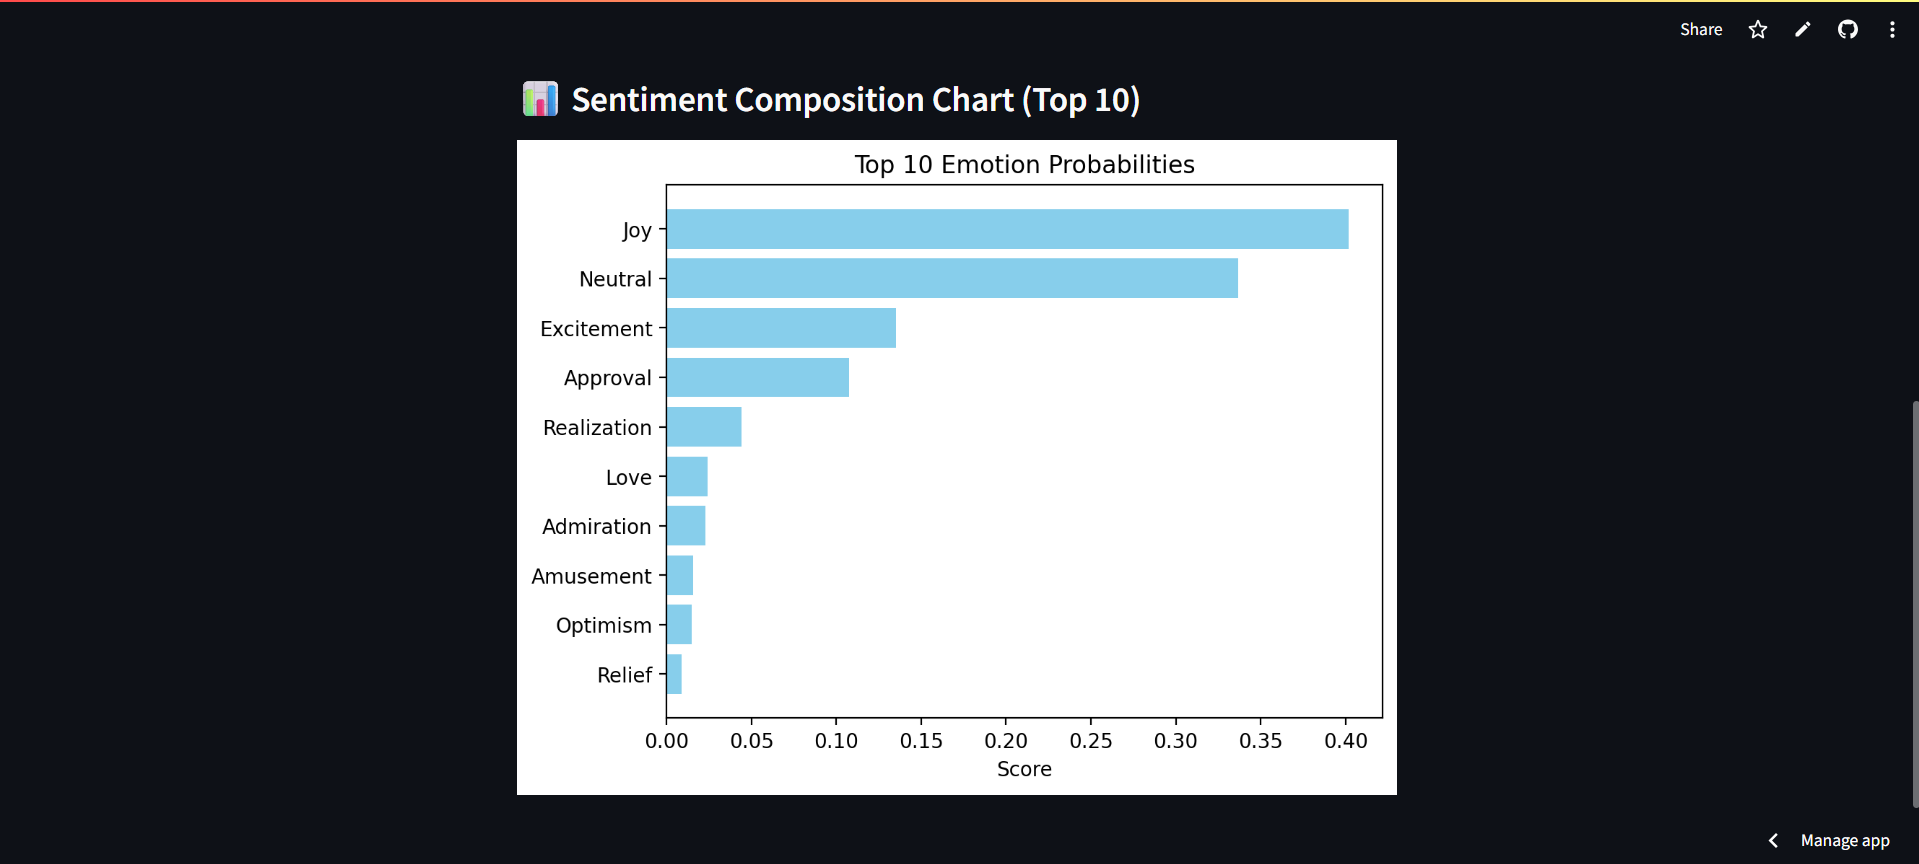 Share
Sentiment Composition Chart (Top 10)
Top 10 Emotion Probabilities
Joy
Neutral
Excitement
Approval
Realization
Love
Admiration
Amusement
Optimism
Relief
0.00 0.05 0.10 0.15 0.20 0.25 0.30 0.35 0.40
Score
Manage app